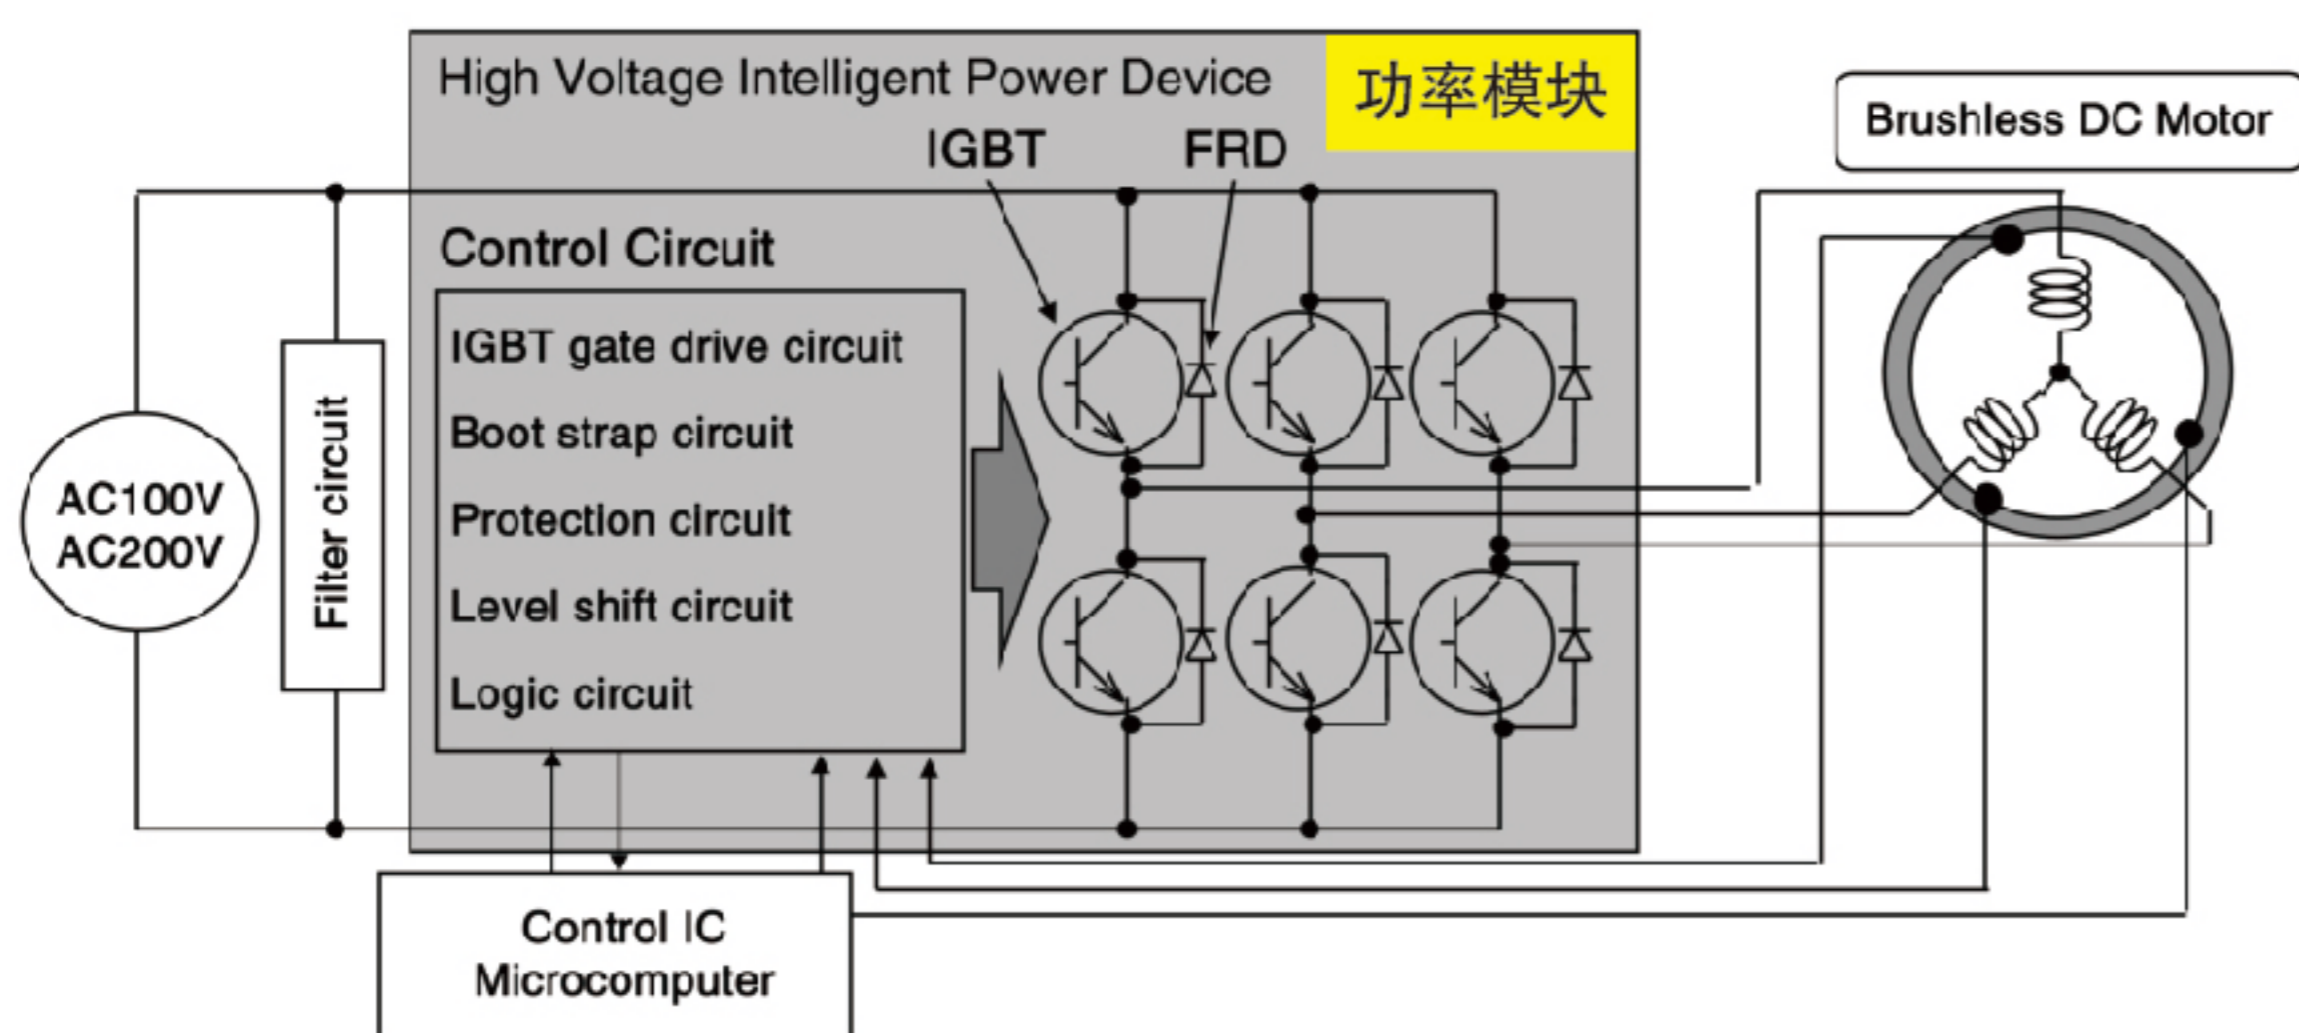 High Voltage Intelligent Power Device
功率模块
Brushless DC Motor
IGBT
FRD
Control Circuit
IGBT gate drive circuit
Boot strap circuit
Protection circuit
Level shift circuit
Logic circuit
Filter circuit
AC100V
AC200V
Control IC
Microcomputer